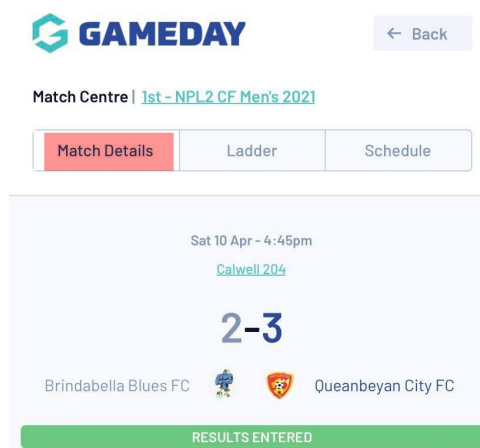 GAMEDAY
← Back
Match Centre | 1st - NPL2 CF Men's 2021
Match Details Ladder Schedule
Sat 10 Apr - 4:45pm
Calwell 204
2-3
Brindabella Blues FC Queanbeyan City FC
RESULTS ENTERED